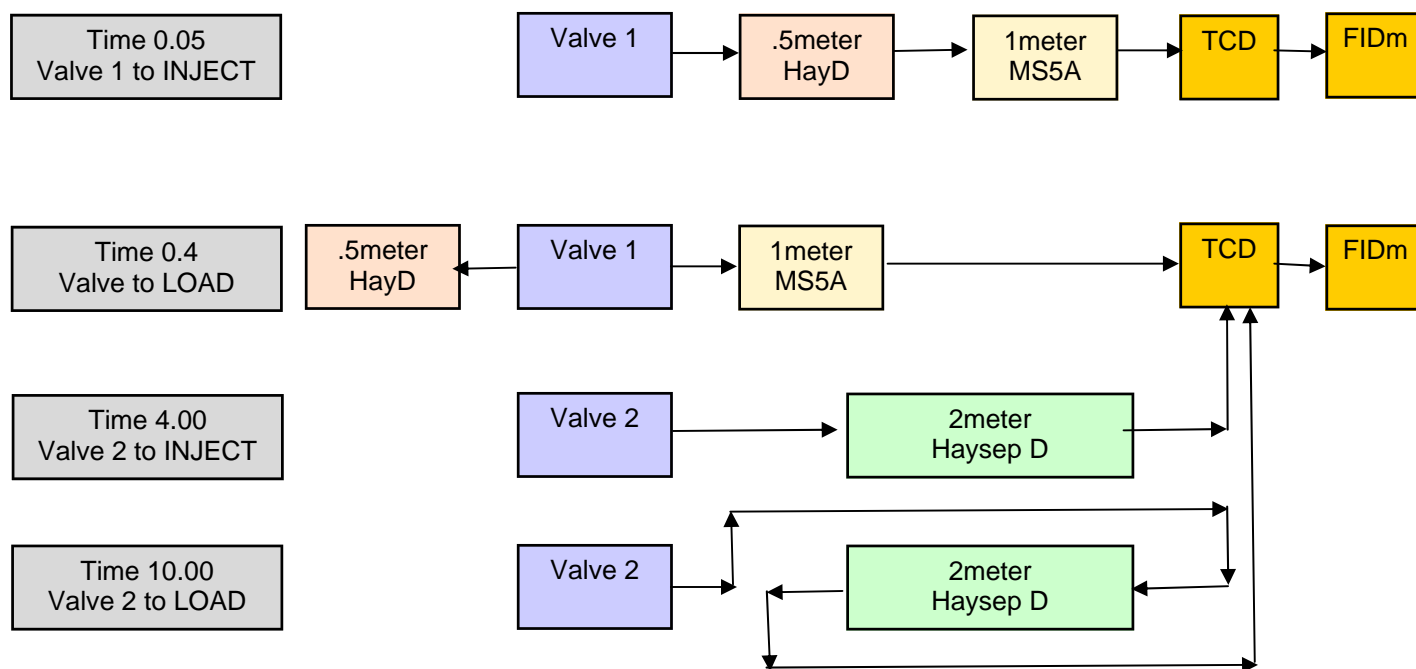 Time 0.05
Valve 1 to INJECT
Valve 1
.5meter
HayD
1meter
MS5A
TCD
FIDm
Time 0.4
Valve to LOAD
.5meter
HayD
Valve 1
1meter
MS5A
TCD
FIDm
Time 4.00
Valve 2 to INJECT
Valve 2
2meter
Haysep D
Time 10.00
Valve 2 to LOAD
Valve 2
2meter
Haysep D